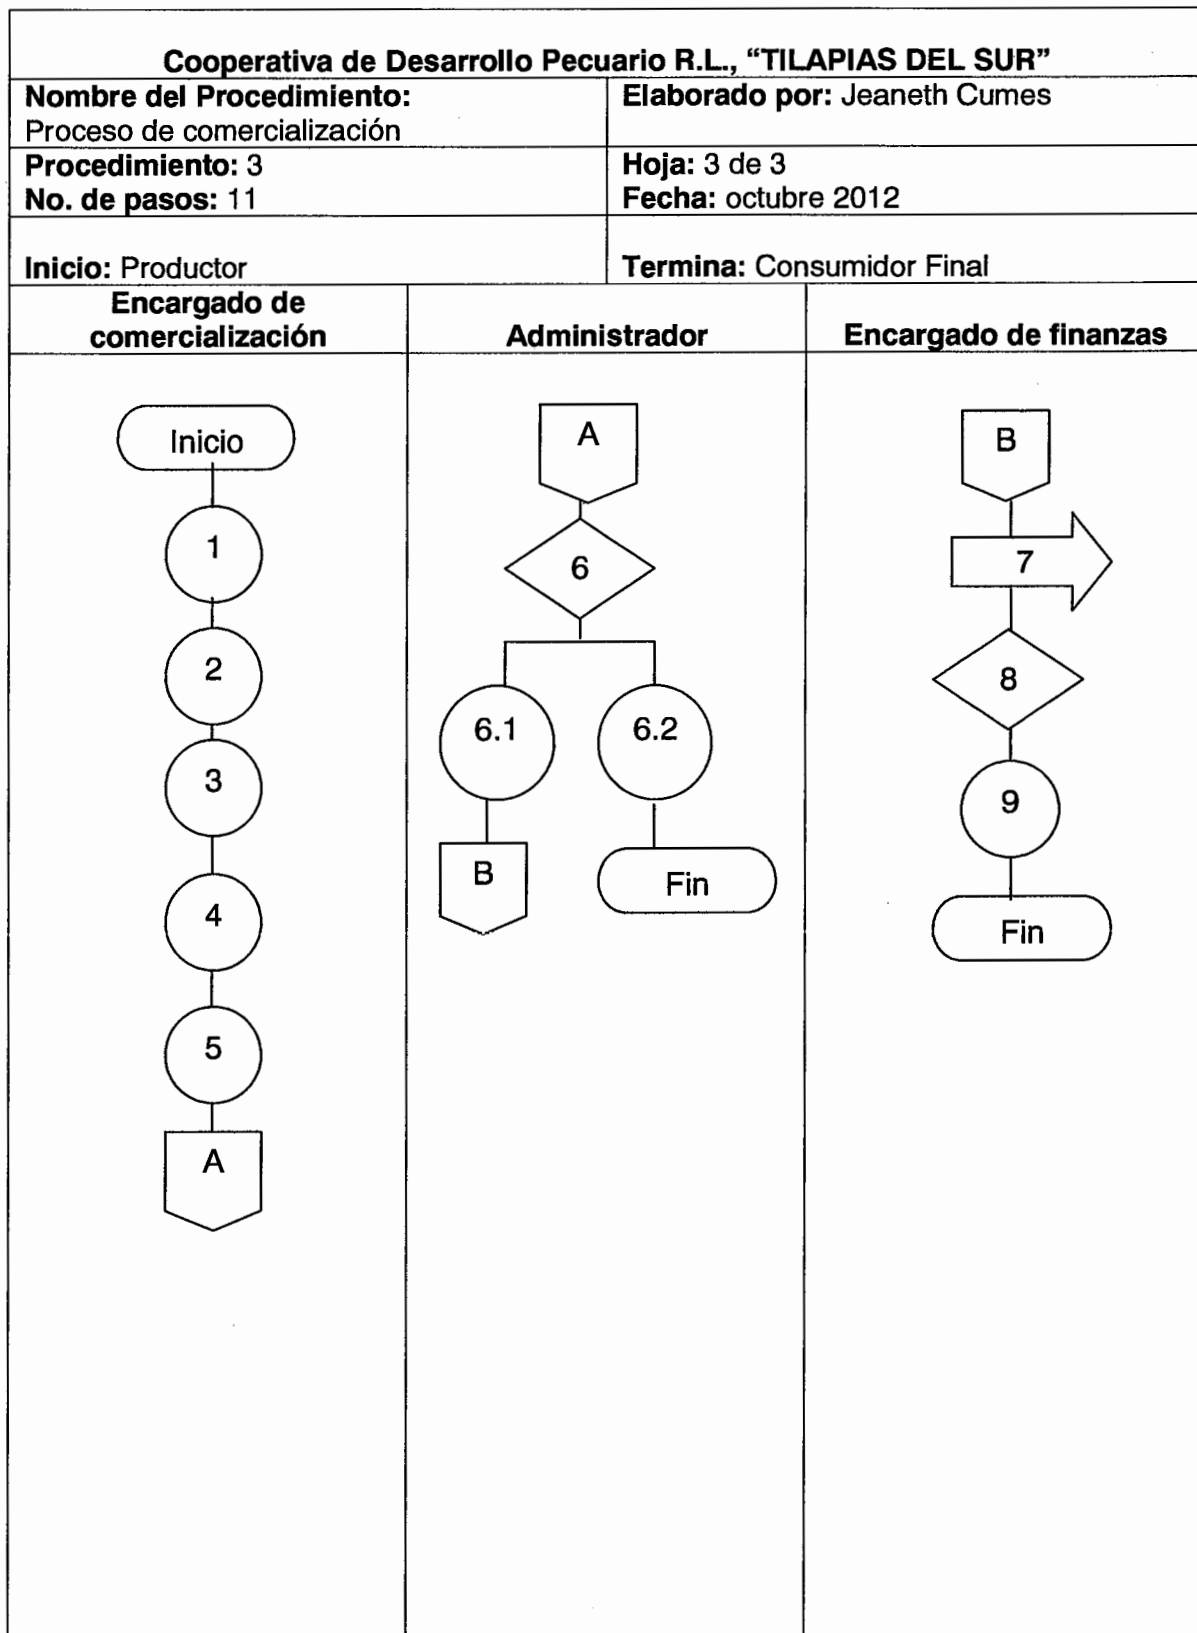 Cooperativa de Desarrollo Pecuario R.L., “TILAPIAS DEL SUR”
Nombre del Procedimiento:
Proceso de comercialización
Elaborado por: Jeaneth Cumes
Procedimiento: 3
No. de pasos: 11
Hoja: 3 de 3
Fecha: octubre 2012
Inicio: Productor
Termina: Consumidor Final
Encargado de
comercialización
Administrador
Encargado de finanzas
Inicio
1
2
3
4
5
A
A
6
6.1
6.2
B
Fin
B
7
8
9
Fin